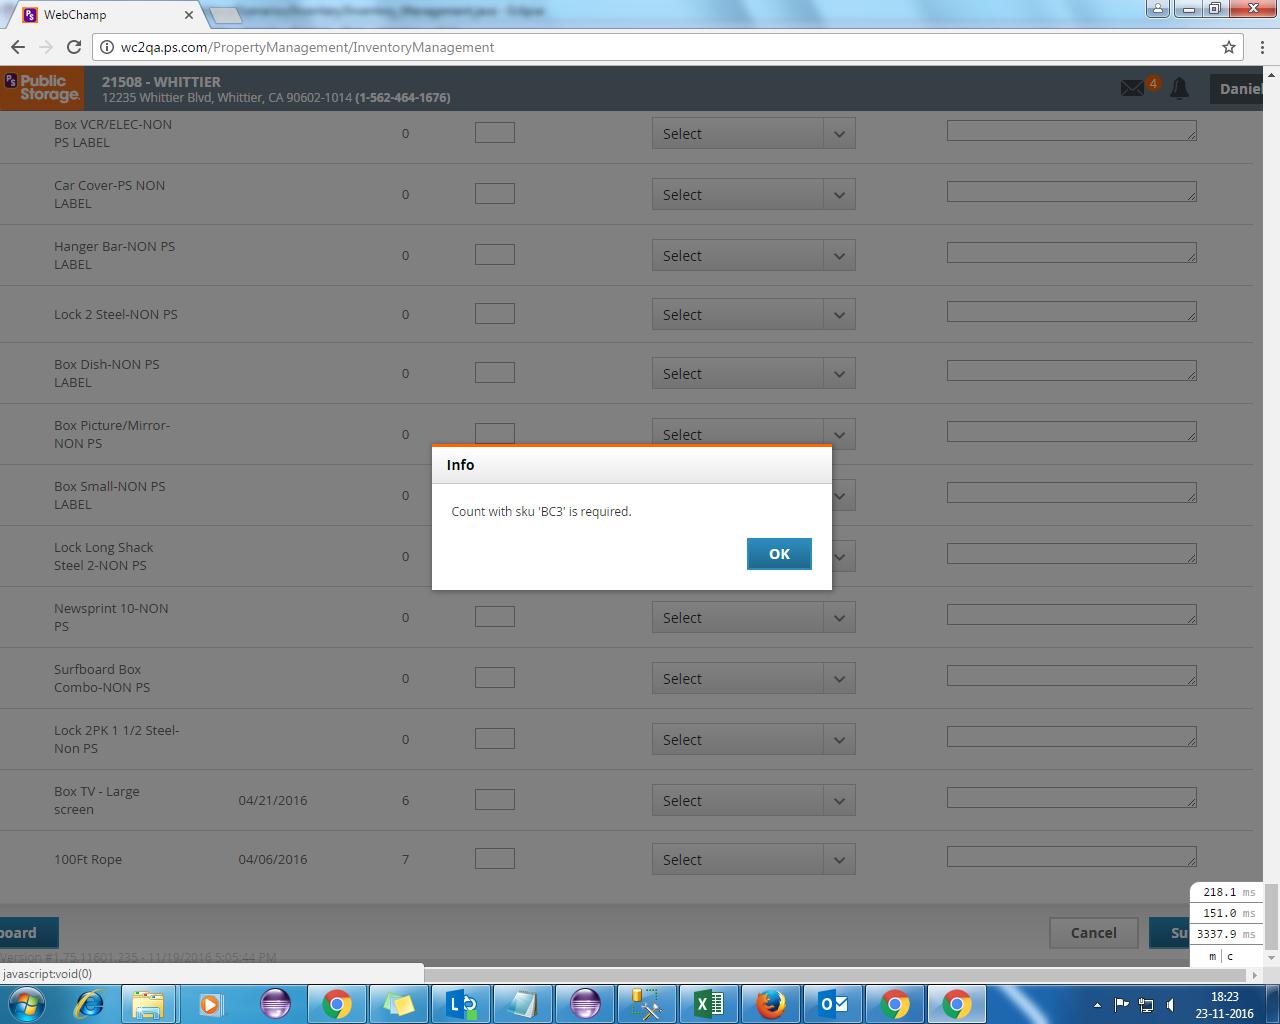 WebChamp
wc2qa.ps.com/PropertyManagement/InventoryManagement
PS Public Storage.
21508 - WHITTIER
12235 Whittier Blvd, Whittier, CA 90602-1014 (1-562-464-1676)
4
Daniel
Box VCR/ELEC-NON
PS LABEL
0
Select
Car Cover-PS NON
LABEL
0
Select
Hanger Bar-NON PS
LABEL
0
Select
Lock 2 Steel-NON PS
0
Select
Box Dish-NON PS
LABEL
0
Select
Box Picture/Mirror-
NON PS
0
Select
Box Small-NON PS
LABEL
0
Lock Long Shack
Steel 2-NON PS
0
Info
Count with sku 'BC3' is required.
OK
Newsprint 10-NON
PS
0
Select
Surfboard Box
Combo-NON PS
0
Select
Lock 2PK 1 1/2 Steel-
Non PS
0
Select
Box TV - Large
screen
04/21/2016
6
Select
100Ft Rope
04/06/2016
7
Select
218.1 ms
151.0 ms
3337.9 ms
m | c
board
Cancel
Su
Version #1.75.11601.235 - 11/19/2016 5:05:44 PM
javascript:void(0)
18:23
23-11-2016